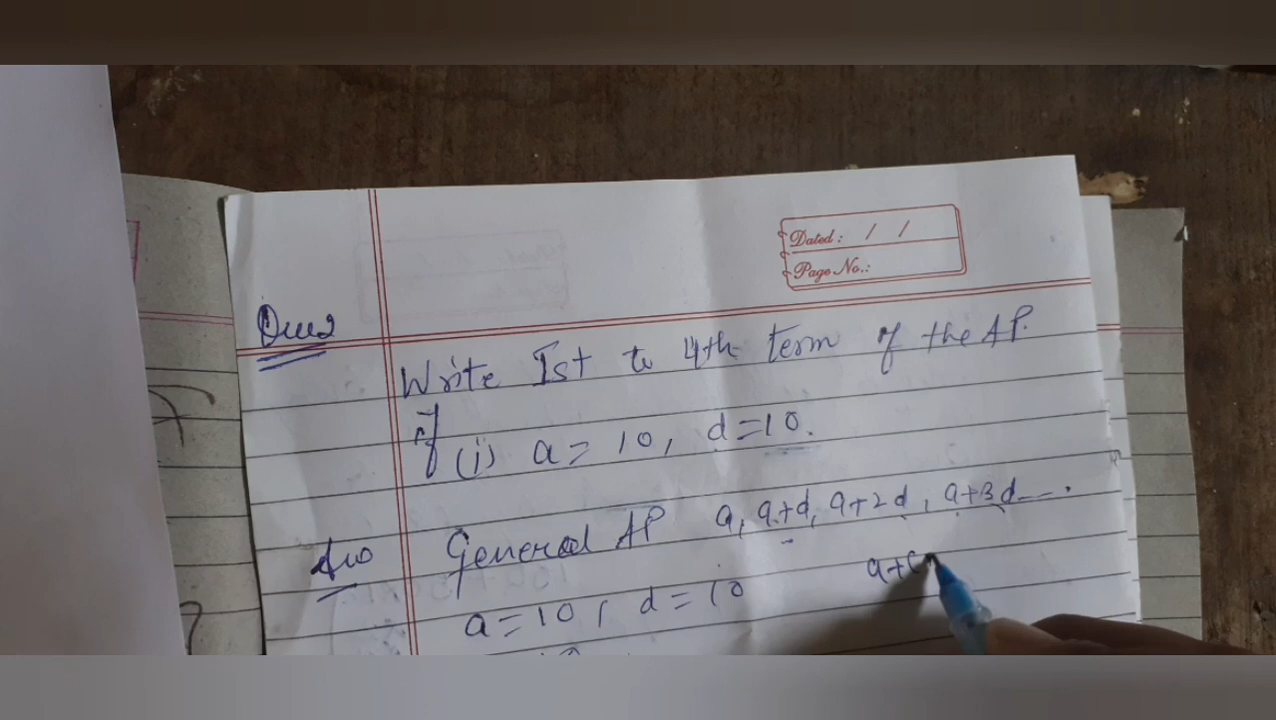 Dated: / /
Page No.:
Que2
Write Ist to 4th term of the AP.
if (i) a = 10, d = 10.
Ans General AP a, a+d, a+2d, a+3d---.
a+(n
a = 10, d = 10